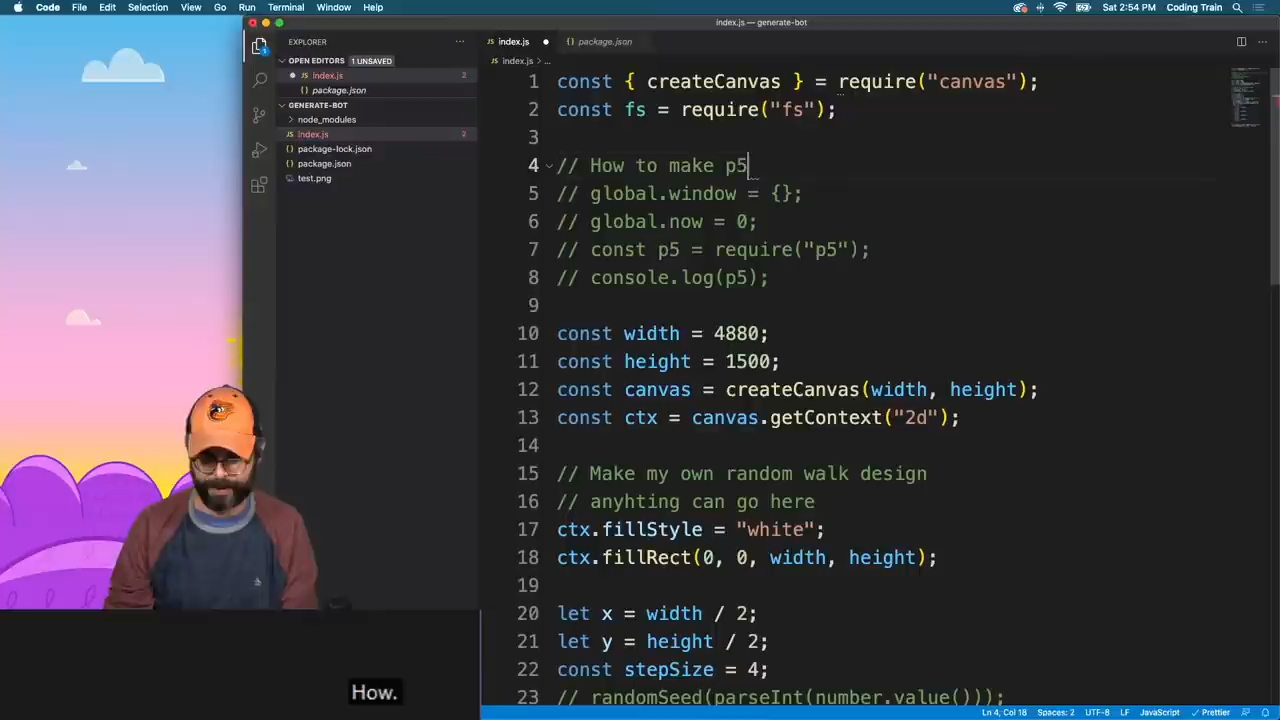 Code File Edit Selection View Go Run Terminal Window Help Sat 2:54 PM Coding Train
index.js — generate-bot
EXPLORER
index.js
package.json
OPEN EDITORS 1 UNSAVED
index.js > ...
index.js 2
package.json
GENERATE-BOT
node_modules
index.js 2
package-lock.json
package.json
test.png
1 const { createCanvas } = require("canvas");
2 const fs = require("fs");
3
4 // How to make p5
5 // global.window = {};
6 // global.now = 0;
7 // const p5 = require("p5");
8 // console.log(p5);
9
10 const width = 4880;
11 const height = 1500;
12 const canvas = createCanvas(width, height);
13 const ctx = canvas.getContext("2d");
14
15 // Make my own random walk design
16 // anyhting can go here
17 ctx.fillStyle = "white";
18 ctx.fillRect(0, 0, width, height);
19
20 let x = width / 2;
21 let y = height / 2;
22 const stepSize = 4;
23 // randomSeed(parseInt(number.value()));
How.
Ln 4, Col 18 Spaces: 2 UTF-8 LF JavaScript Prettier